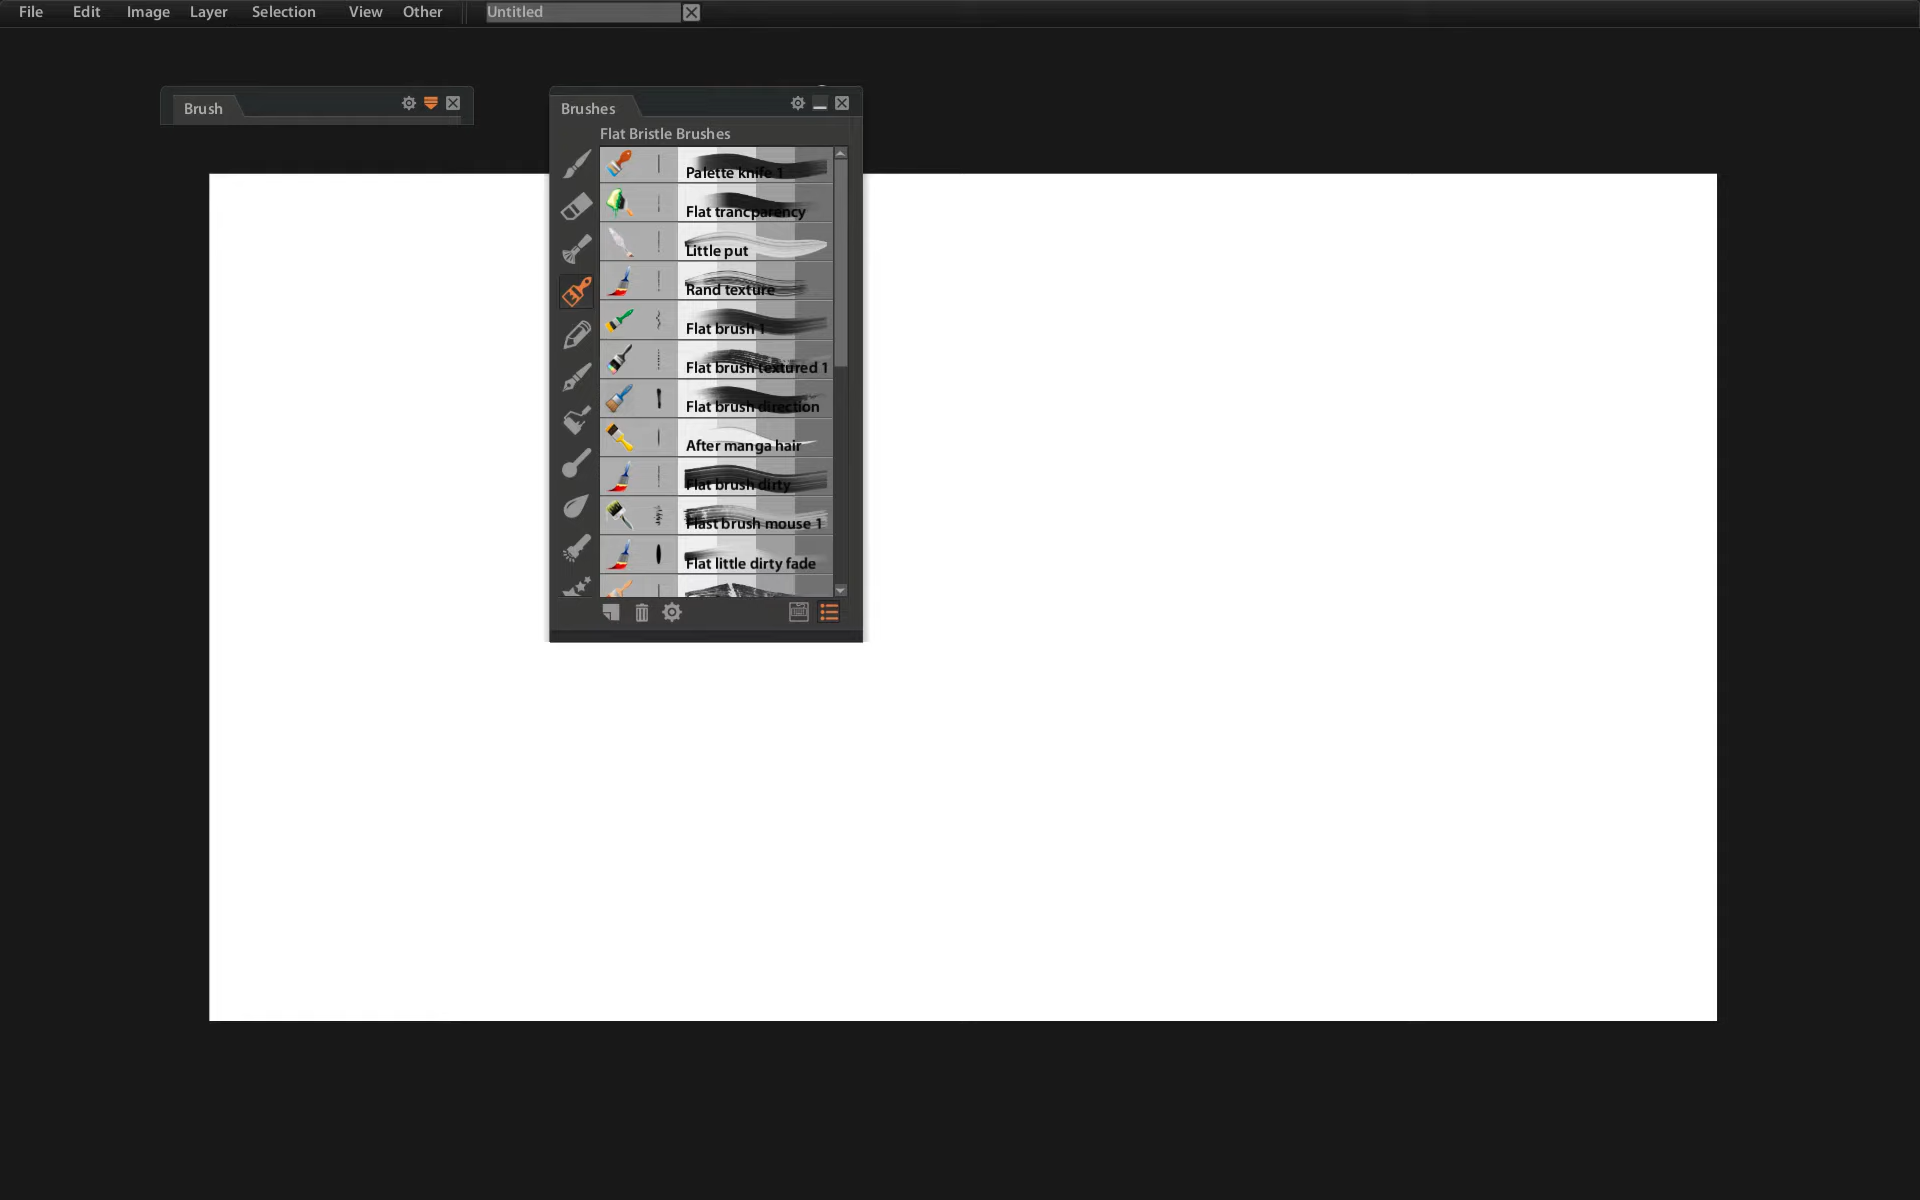 File Edit Image Layer Selection View Other Untitled
Brush
Brushes
Flat Bristle Brushes
Palette knife 1
Flat trancparency
Little put
Rand texture
Flat brush 1
Flat brush textured 1
Flat brush direction
After manga hair
Flat brush dirty
Flast brush mouse 1
Flat little dirty fade